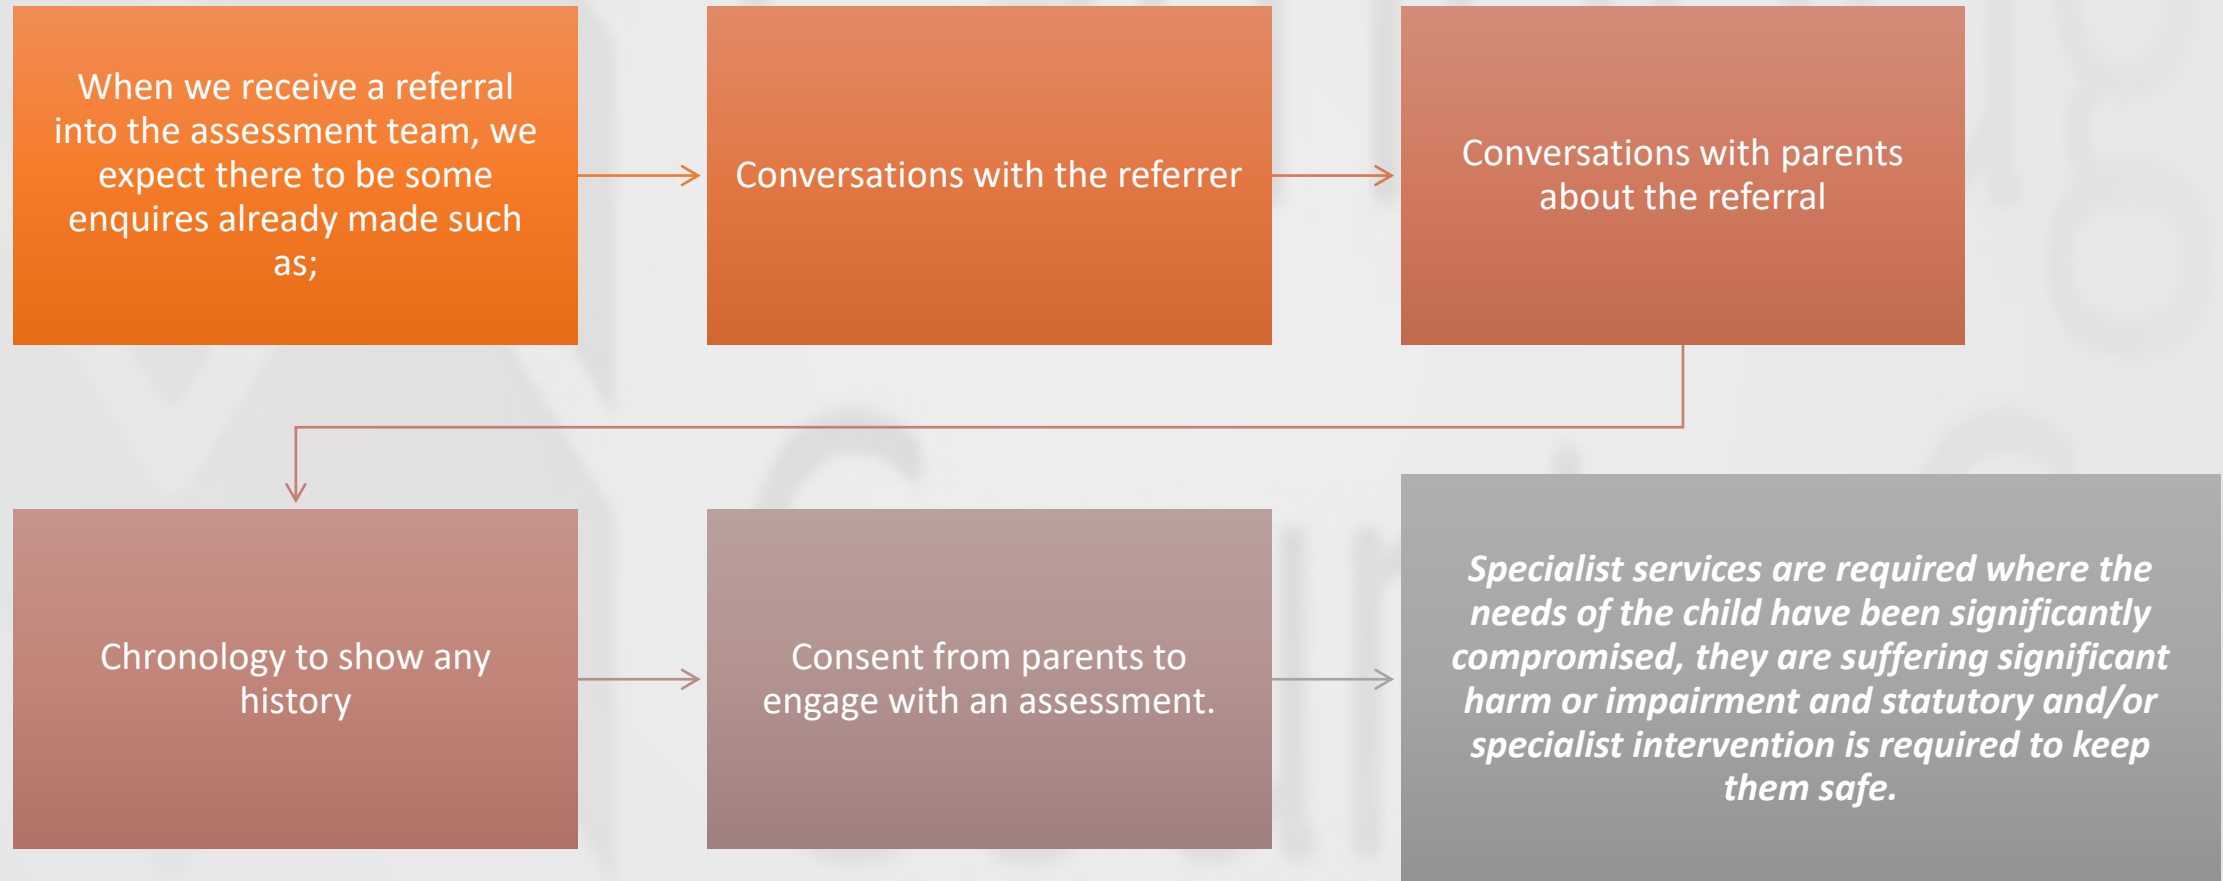 When we receive a referral
into the assessment team, we
expect there to be some
enquires already made such
as;
Conversations with the referrer
Conversations with parents
about the referral
Chronology to show any
history
Consent from parents to
engage with an assessment.
Specialist services are required where the
needs of the child have been significantly
compromised, they are suffering significant
harm or impairment and statutory and/or
specialist intervention is required to keep
them safe.